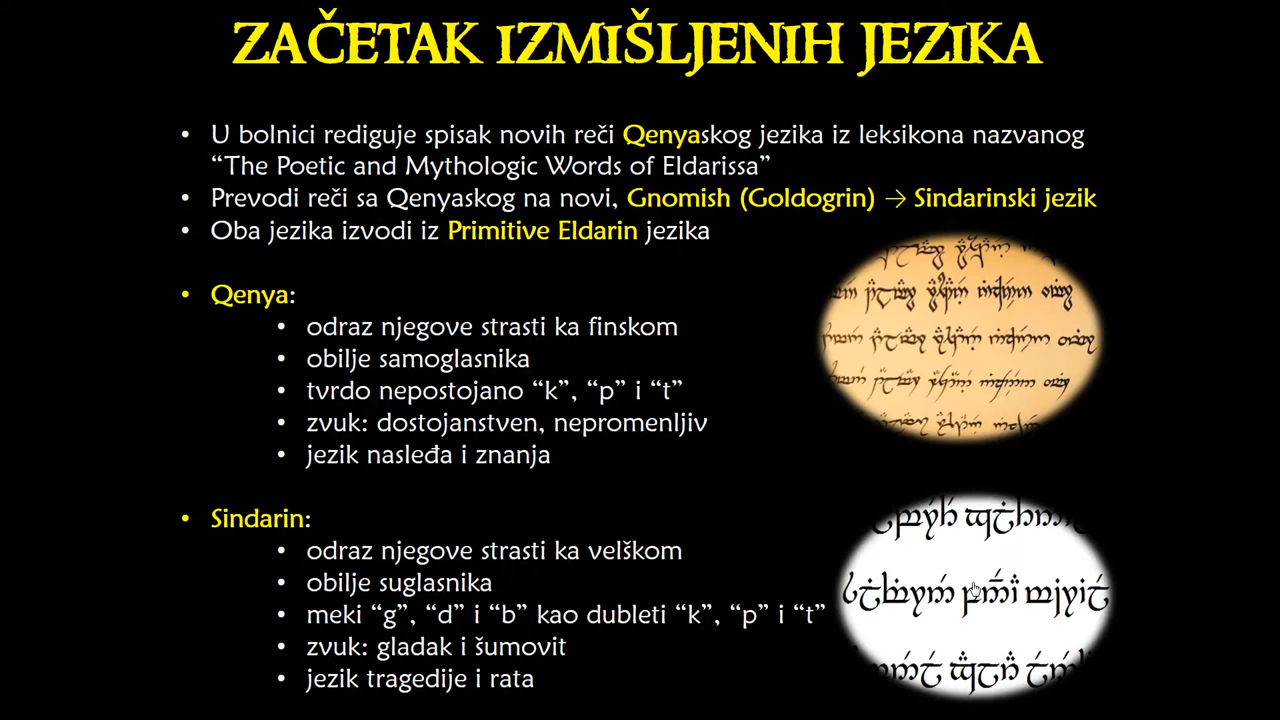 ZAČETAK IZMIŠLJENIH JEZIKA
• U bolnici rediguje spisak novih reči Qenyaskog jezika iz leksikona nazvanog
“The Poetic and Mythologic Words of Eldarissa”
• Prevodi reči sa Qenyaskog na novi, Gnomish (Goldogrin) → Sindarinski jezik
• Oba jezika izvodi iz Primitive Eldarin jezika
• Qenya:
• odraz njegove strasti ka finskom
• obilje samoglasnika
• tvrdo nepostojano “k”, “p” i “t”
• zvuk: dostojanstven, nepromenljiv
• jezik nasleđa i znanja
• Sindarin:
• odraz njegove strasti ka velškom
• obilje suglasnika
• meki “g”, “d” i “b” kao dubleti “k”, “p” i “t”
• zvuk: gladak i šumovit
• jezik tragedije i rata